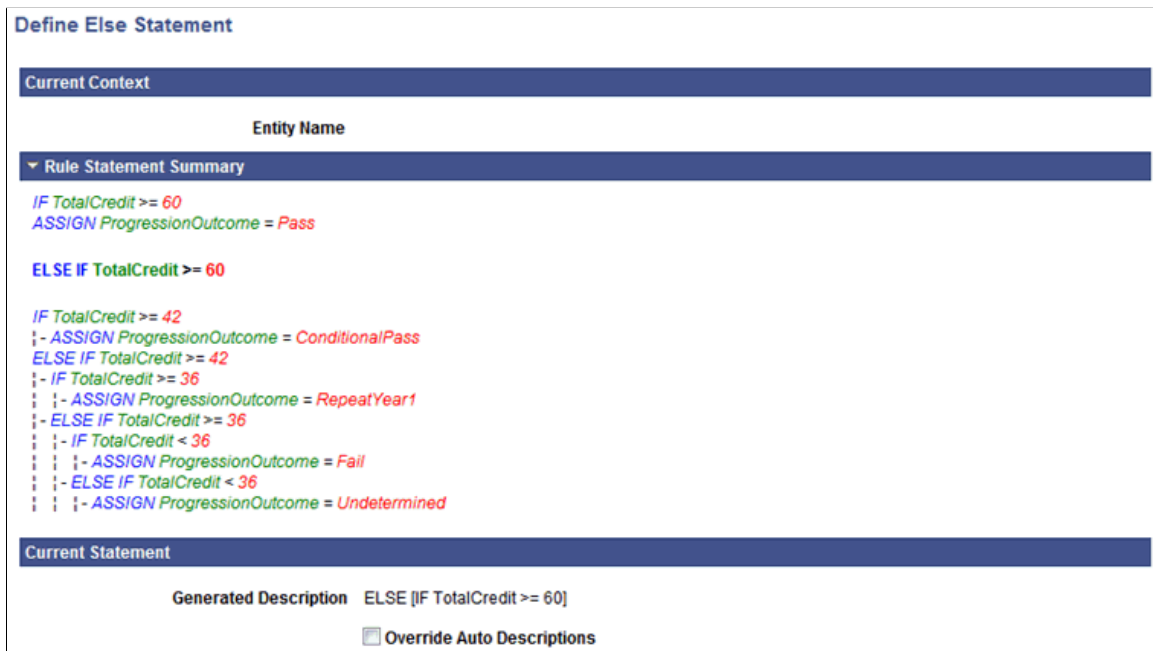 Define Else Statement
Current Context
Entity Name
Rule Statement Summary
IF TotalCredit >= 60
ASSIGN ProgressionOutcome = Pass
ELSE IF TotalCredit >= 60
IF TotalCredit >= 42
¦- ASSIGN ProgressionOutcome = ConditionalPass
ELSE IF TotalCredit >= 42
¦- IF TotalCredit >= 36
¦ ¦- ASSIGN ProgressionOutcome = RepeatYear1
¦- ELSE IF TotalCredit >= 36
¦ ¦- IF TotalCredit < 36
¦ ¦ ¦- ASSIGN ProgressionOutcome = Fail
¦ ¦- ELSE IF TotalCredit < 36
¦ ¦ ¦- ASSIGN ProgressionOutcome = Undetermined
Current Statement
Generated Description ELSE [IF TotalCredit >= 60]
Override Auto Descriptions